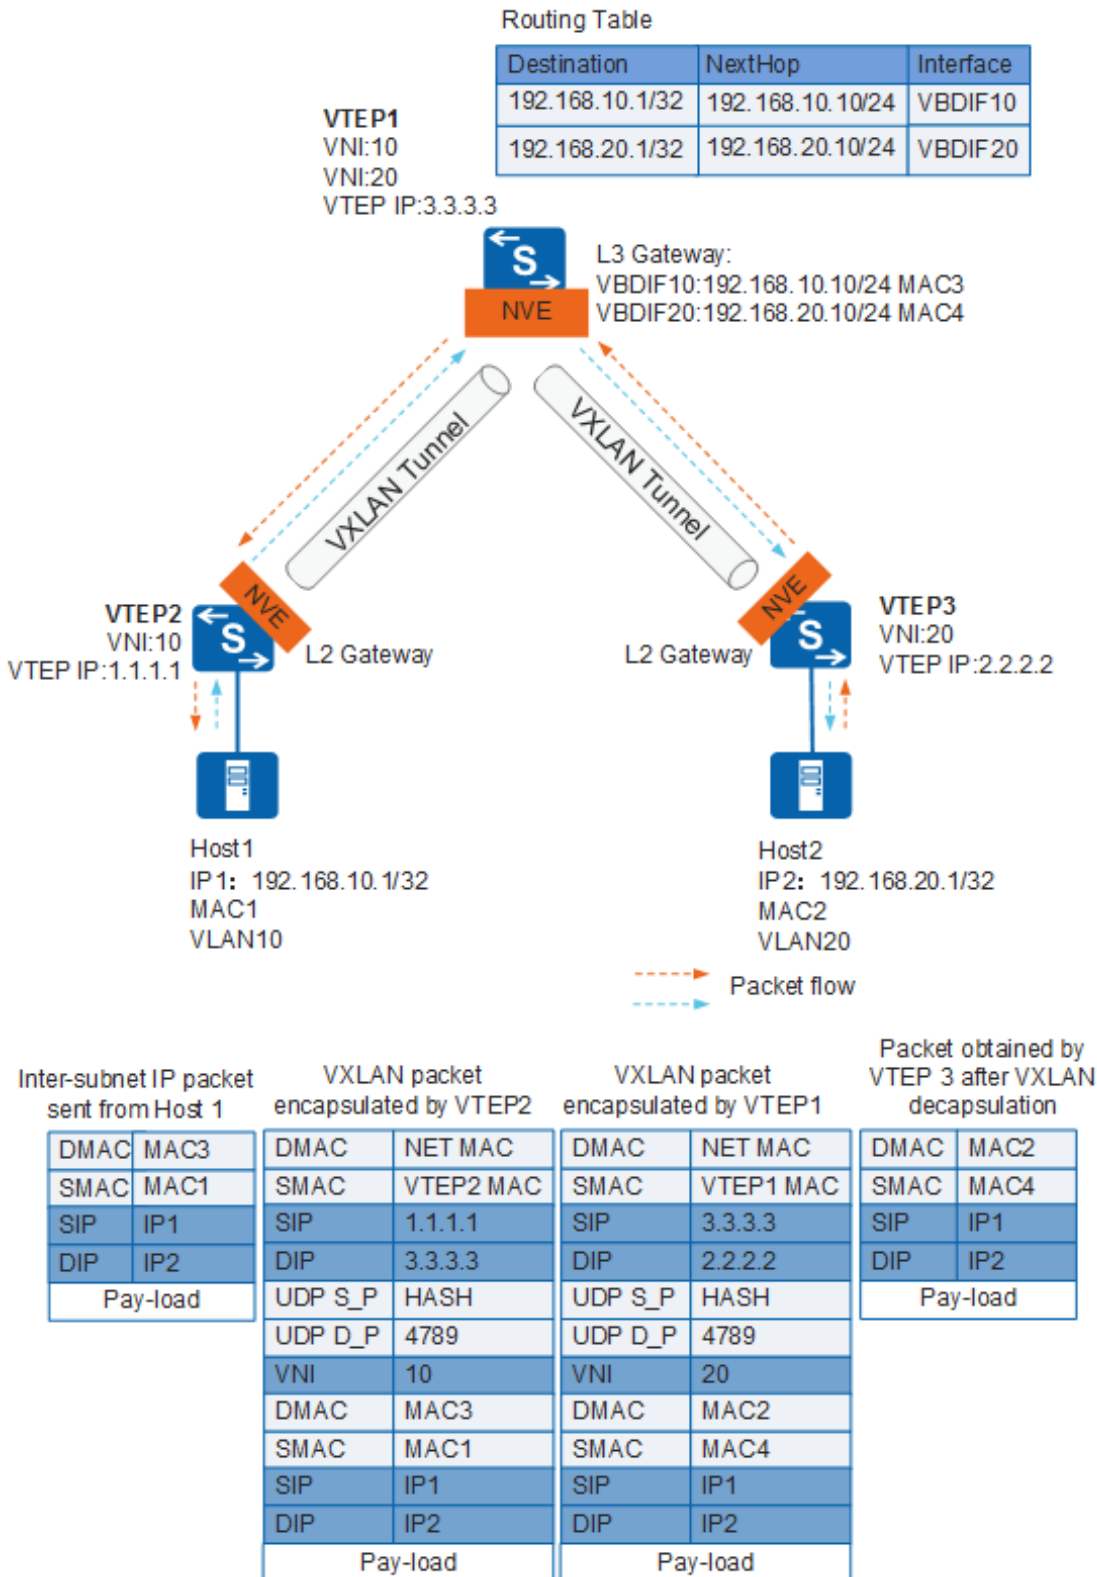 Routing Table
Destination NextHop Interface
192.168.10.1/32 192.168.10.10/24 VBDIF10
192.168.20.1/32 192.168.20.10/24 VBDIF20
VTEP1
VNI:10
VNI:20
VTEP IP:3.3.3.3
S
NVE
L3 Gateway:
VBDIF10:192.168.10.10/24 MAC3
VBDIF20:192.168.20.10/24 MAC4
VXLAN Tunnel
VXLAN Tunnel
VTEP2
VNI:10
VTEP IP:1.1.1.1
S
NVE
L2 Gateway
L2 Gateway
NVE
S
VTEP3
VNI:20
VTEP IP:2.2.2.2
Host1
IP1: 192.168.10.1/32
MAC1
VLAN10
Host2
IP2: 192.168.20.1/32
MAC2
VLAN20
Packet flow
Inter-subnet IP packet
sent from Host 1
DMAC MAC3
SMAC MAC1
SIP IP1
DIP IP2
Pay-load
VXLAN packet
encapsulated by VTEP2
DMAC NET MAC
SMAC VTEP2 MAC
SIP 1.1.1.1
DIP 3.3.3.3
UDP S_P HASH
UDP D_P 4789
VNI 10
DMAC MAC3
SMAC MAC1
SIP IP1
DIP IP2
Pay-load
VXLAN packet
encapsulated by VTEP1
DMAC NET MAC
SMAC VTEP1 MAC
SIP 3.3.3.3
DIP 2.2.2.2
UDP S_P HASH
UDP D_P 4789
VNI 20
DMAC MAC2
SMAC MAC4
SIP IP1
DIP IP2
Pay-load
Packet obtained by
VTEP 3 after VXLAN
decapsulation
DMAC MAC2
SMAC MAC4
SIP IP1
DIP IP2
Pay-load